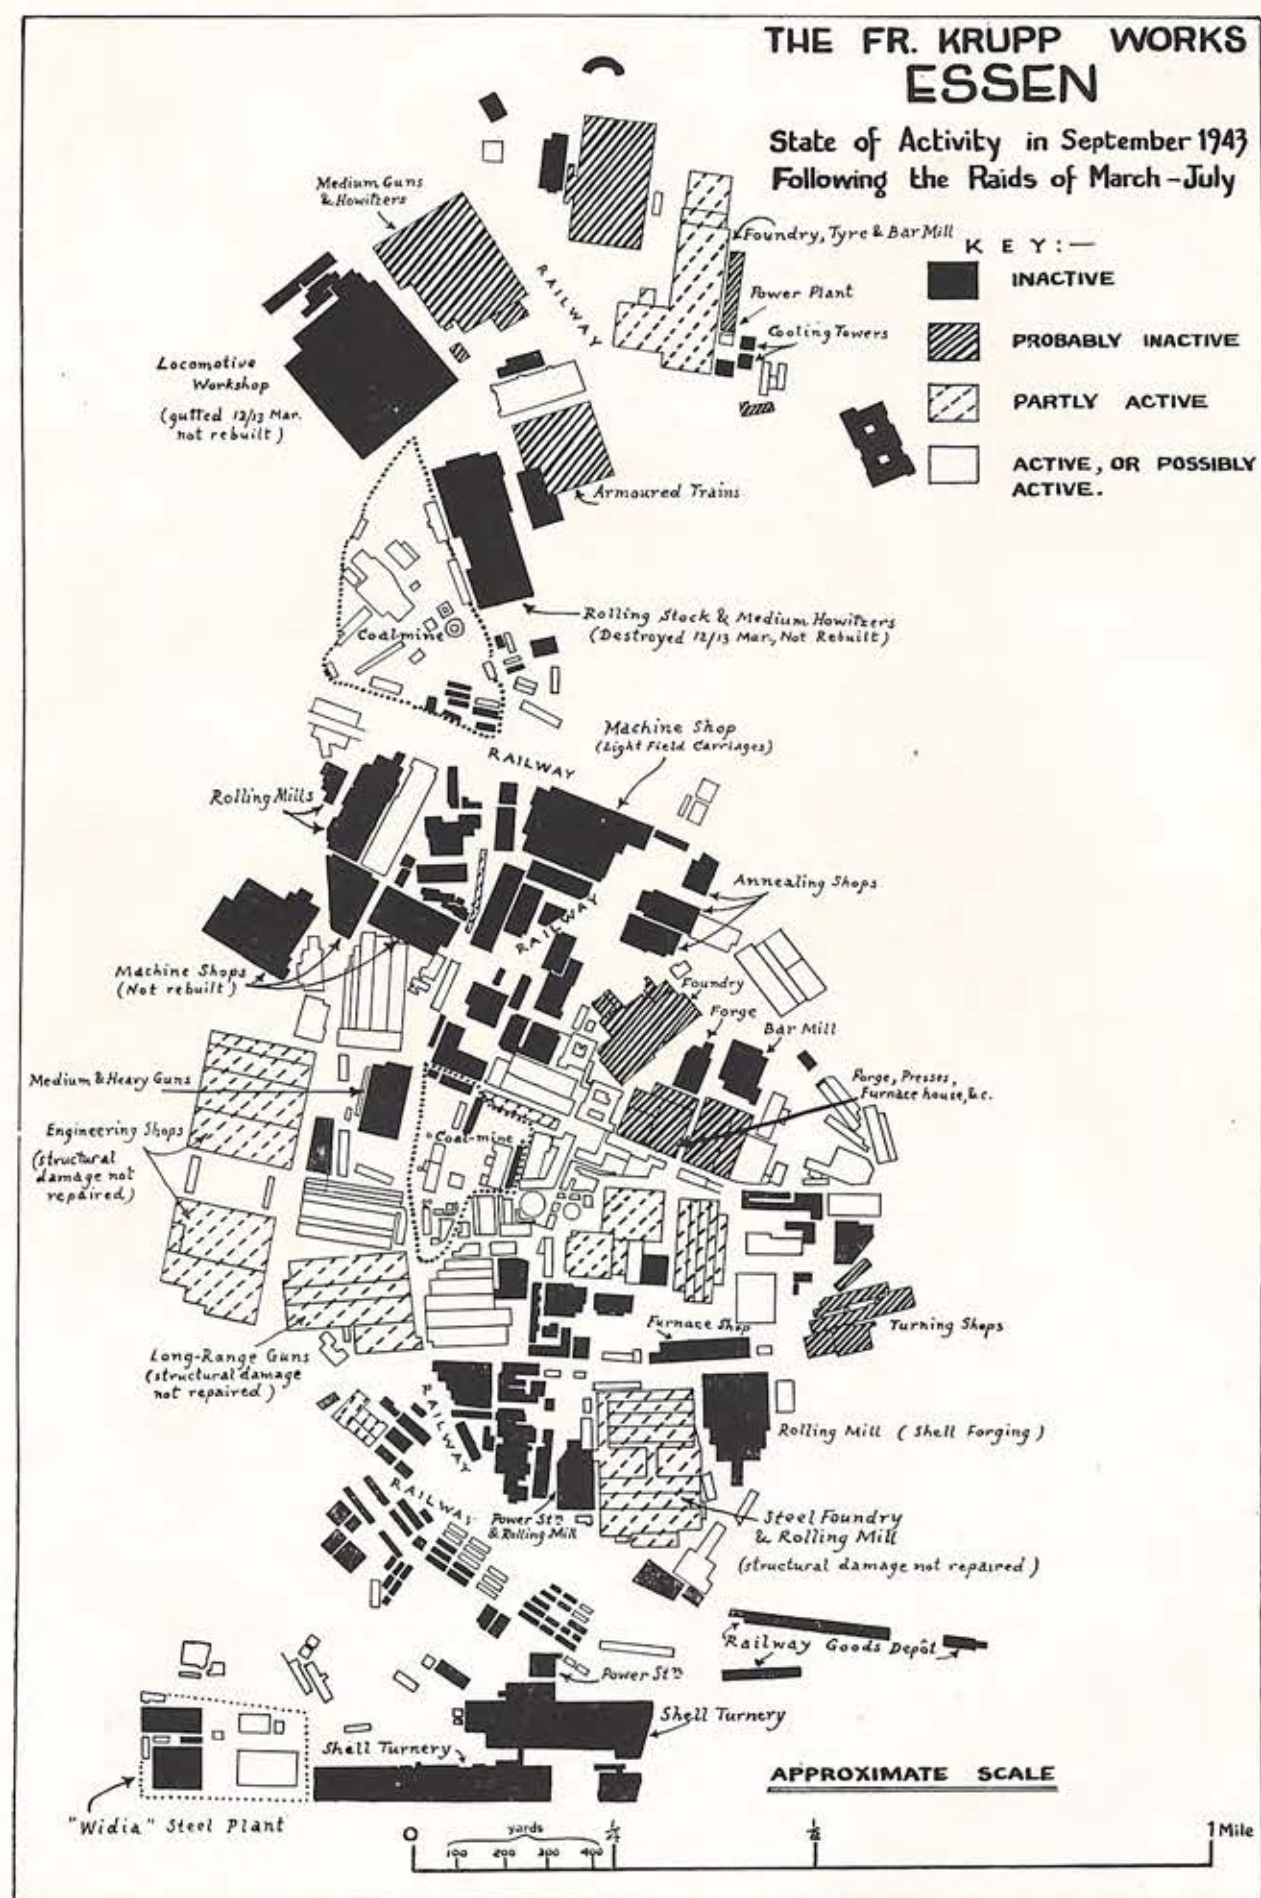 THE FR. KRUPP WORKS
ESSEN
State of Activity in September 1943
Following the Raids of March-July
KEY:-
INACTIVE
PROBABLY INACTIVE
PARTLY ACTIVE
ACTIVE, OR POSSIBLY
ACTIVE.
Medium Guns
& Howitzers
RAILWAY
Foundry, Tyre & Bar Mill
Power Plant
Cooling Towers
Locomotive
Workshop
(gutted 12/13 Mar.
not rebuilt)
Armoured Trains
Rolling Stock & Medium Howitzers
(Destroyed 12/13 Mar., Not Rebuilt)
Coalmine
Machine Shop
(Light Field Carriages)
RAILWAY
Rolling Mills
Annealing Shops
RAILWAY
Machine Shops
(Not rebuilt)
Foundry
Forge
Bar Mill
Medium & Heavy Guns
Forge, Presses,
Furnace house, &c.
Engineering Shops
(structural
damage not
repaired)
Coal-mine
Furnace Shop
Turning Shops
Long-Range Guns
(structural damage
not repaired)
RAILWAY
Rolling Mill (Shell Forging)
RAILWAY
Power Stn
& Rolling Mill
Steel Foundry
& Rolling Mill
(structural damage not repaired)
Railway Goods Depôt
Power Stn
Shell Turnery
Shell Turnery
"Widia" Steel Plant
APPROXIMATE SCALE
0
yards
100 200 300 400
1/8
1 Mile